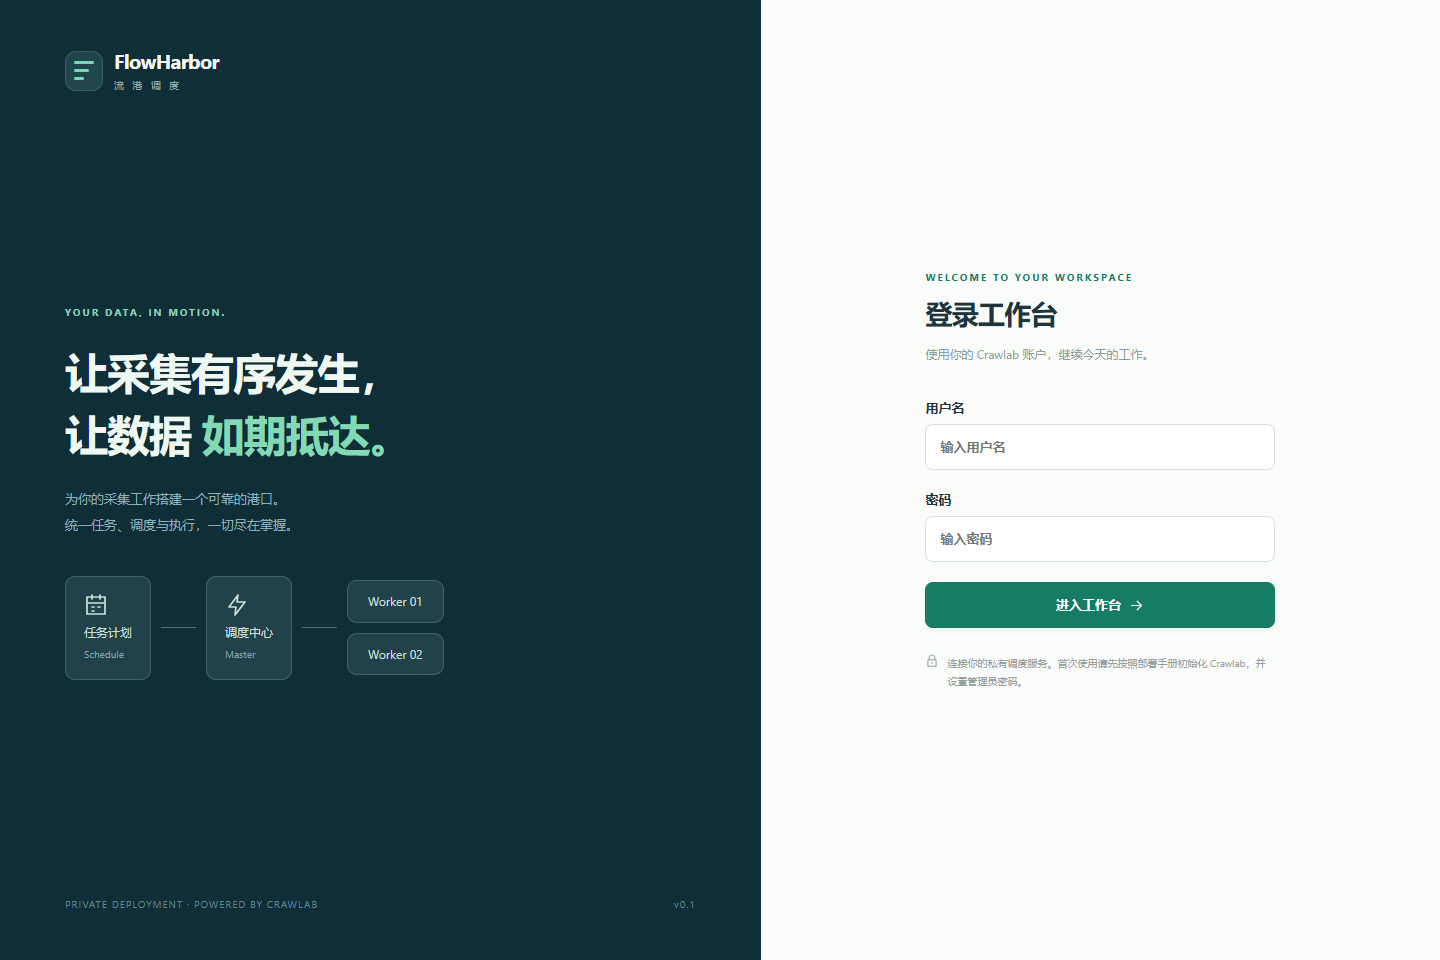 FlowHarbor
流港调度
YOUR DATA, IN MOTION.
让采集有序发生，
让数据 如期抵达。
为你的采集工作搭建一个可靠的港口。
统一任务、调度与执行，一切尽在掌握。
任务计划
Schedule
调度中心
Master
Worker 01
Worker 02
PRIVATE DEPLOYMENT · POWERED BY CRAWLAB
v0.1
WELCOME TO YOUR WORKSPACE
登录工作台
使用你的 Crawlab 账户，继续今天的工作。
用户名
输入用户名
密码
输入密码
进入工作台 →
连接你的私有调度服务。首次使用请先按照部署手册初始化 Crawlab，并
设置管理员密码。